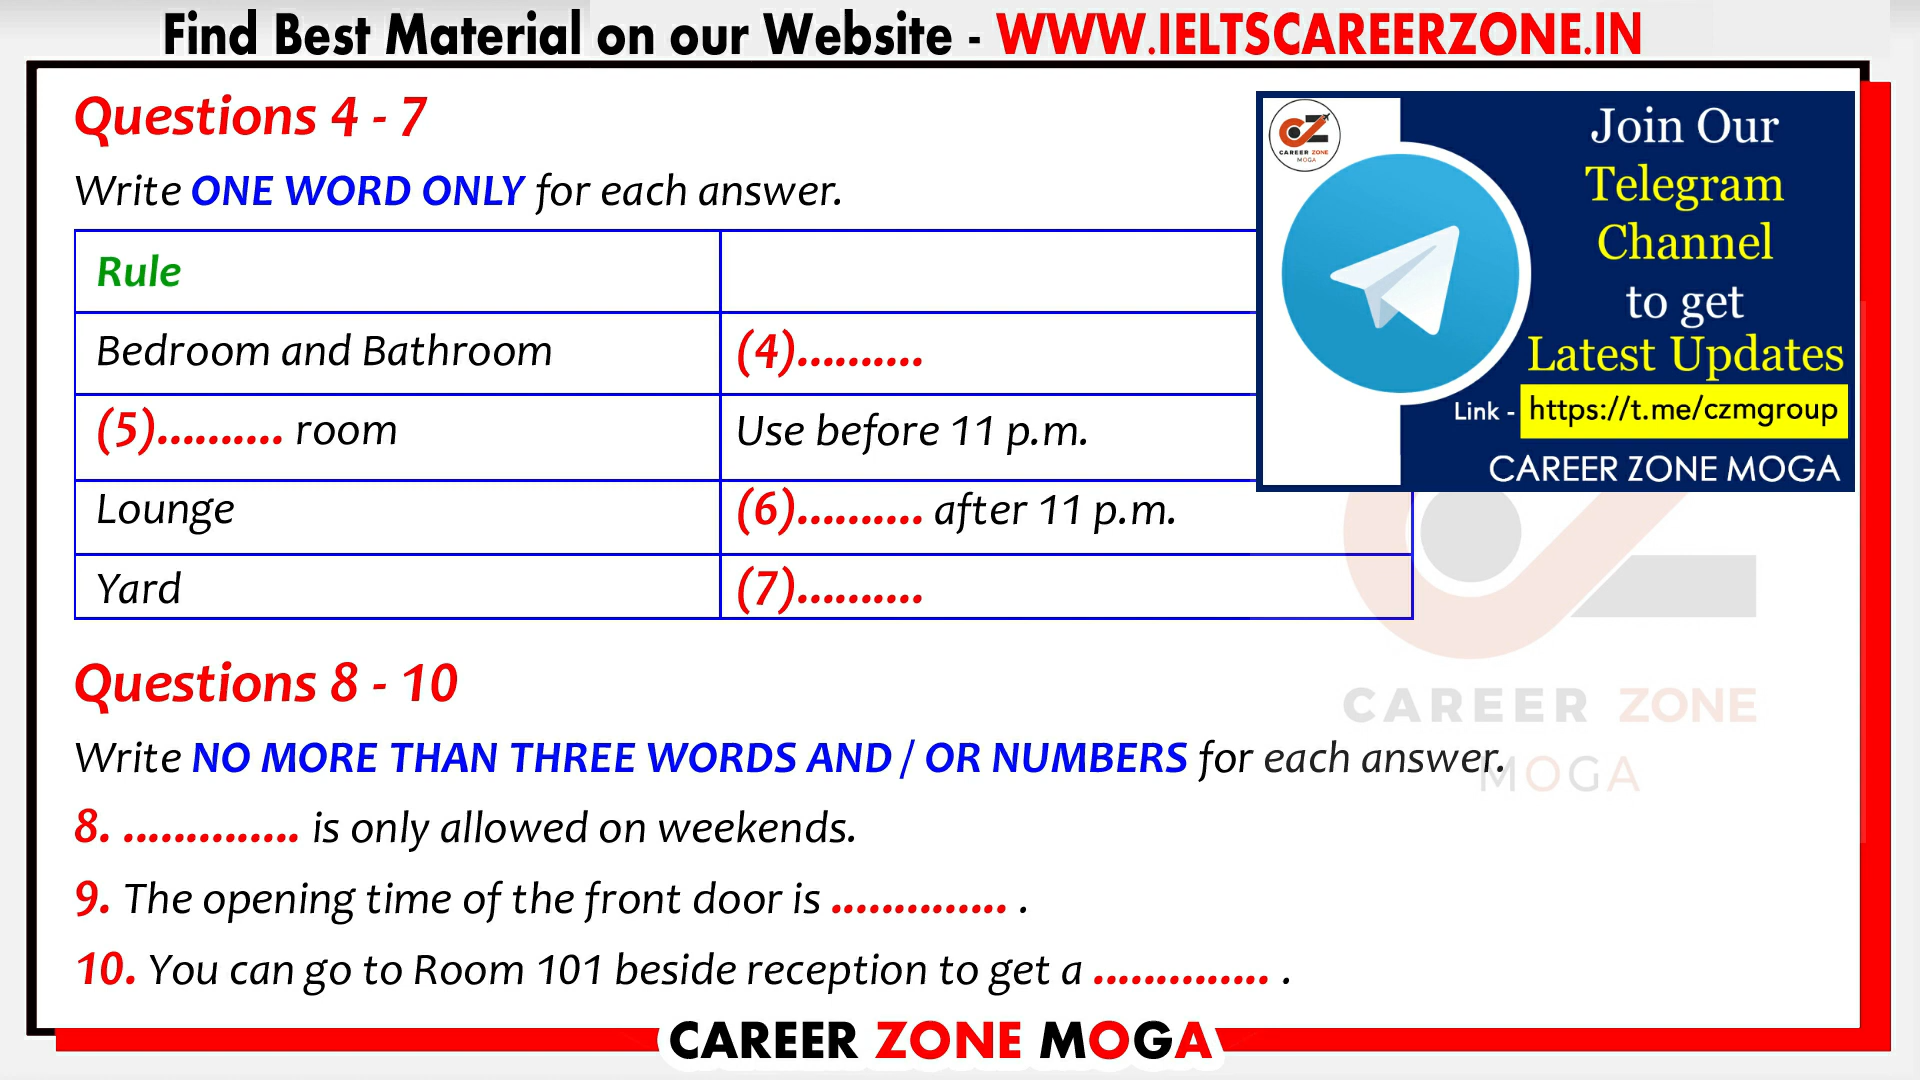 Find Best Material on our Website - WWW.IELTSCAREERZONE.IN
Questions 4 - 7
Write ONE WORD ONLY for each answer.
Rule
Bedroom and Bathroom (4)..........
(5).......... room Use before 11 p.m.
Lounge (6).......... after 11 p.m.
Yard (7)..........
CAREER ZONE
MOGA
Join Our
Telegram
Channel
to get
Latest Updates
Link - https://t.me/czmgroup
CAREER ZONE MOGA
CAREER ZONE
MOGA
Questions 8 - 10
Write NO MORE THAN THREE WORDS AND / OR NUMBERS for each answer.
8. .............. is only allowed on weekends.
9. The opening time of the front door is .............. .
10. You can go to Room 101 beside reception to get a .............. .
CAREER ZONE MOGA